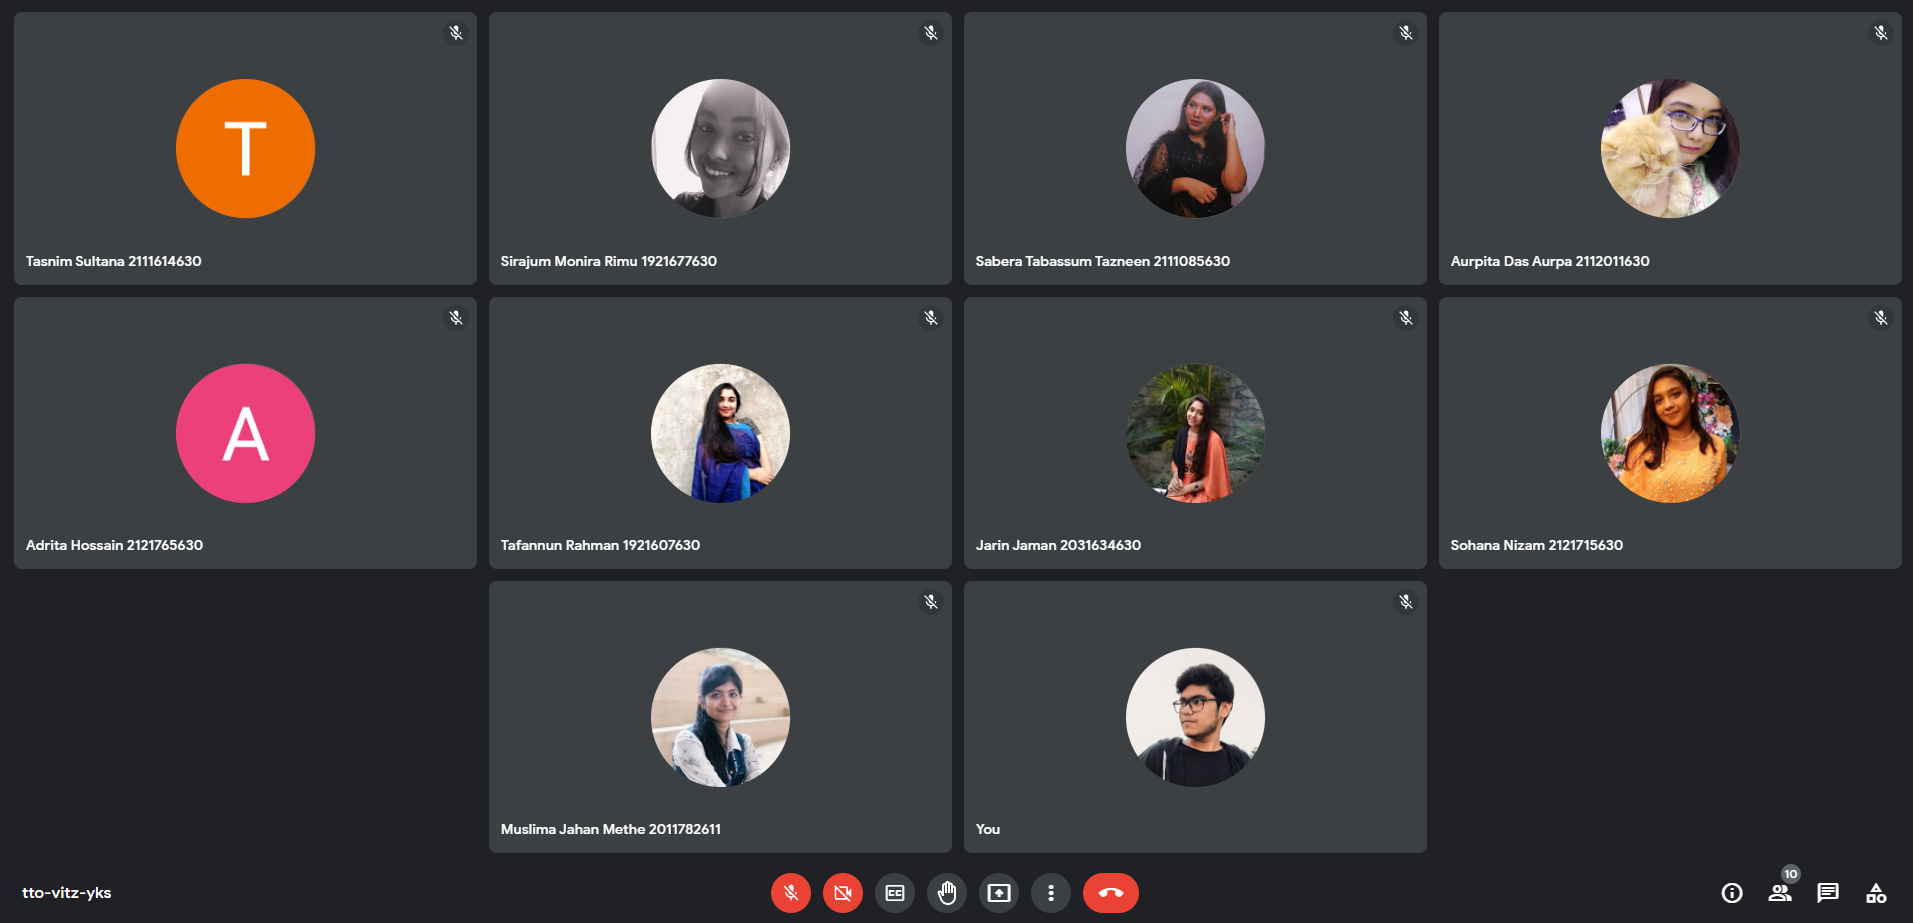 T
Tasnim Sultana 2111614630
Sirajum Monira Rimu 1921677630
Sabera Tabassum Tazneen 2111085630
Aurpita Das Aurpa 2112011630
A
Adrita Hossain 2121765630
Tafannun Rahman 1921607630
Jarin Jaman 2031634630
Sohana Nizam 2121715630
Muslima Jahan Methe 2011782611
You
tto-vitz-yks
CC
10